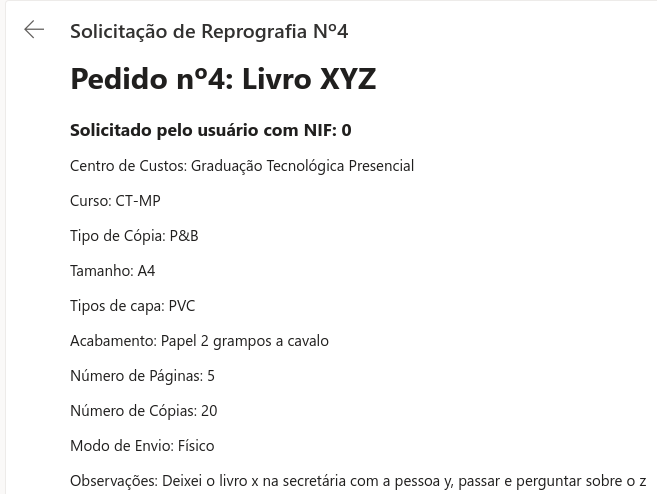 Solicitação de Reprografia Nº4
Pedido nº4: Livro XYZ
Solicitado pelo usuário com NIF: 0
Centro de Custos: Graduação Tecnológica Presencial
Curso: CT-MP
Tipo de Cópia: P&B
Tamanho: A4
Tipos de capa: PVC
Acabamento: Papel 2 grampos a cavalo
Número de Páginas: 5
Número de Cópias: 20
Modo de Envio: Físico
Observações: Deixei o livro x na secretária com a pessoa y, passar e perguntar sobre o z